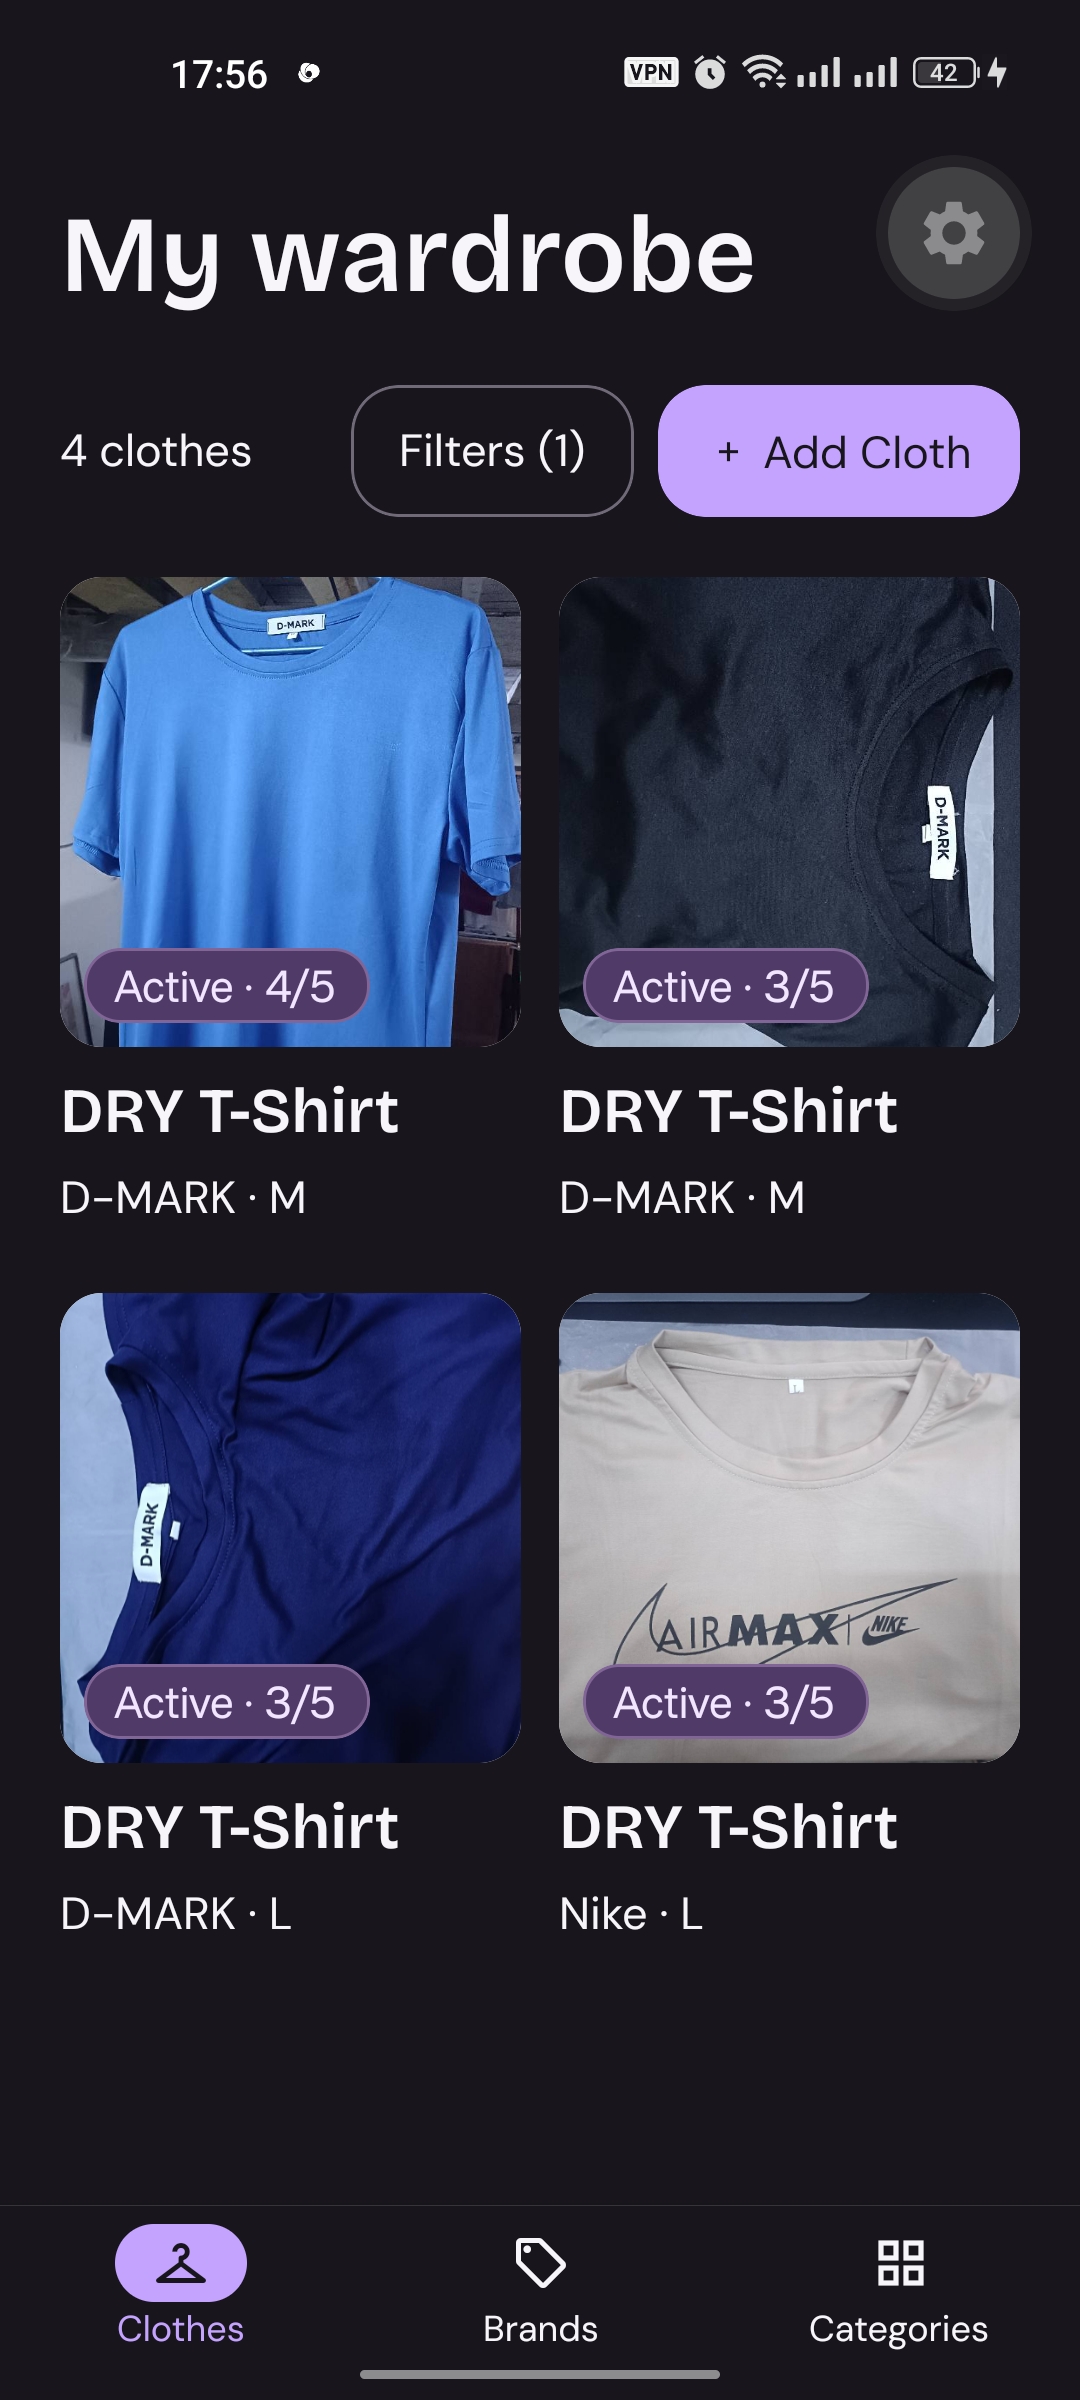 17:56
VPN
42
My wardrobe
4 clothes
Filters (1)
+ Add Cloth
D-MARK
Active · 4/5
D-MARK
Active · 3/5
DRY T-Shirt
D-MARK · M
DRY T-Shirt
D-MARK · M
D-MARK
Active · 3/5
L
AIRMAX | NIKE
Active · 3/5
DRY T-Shirt
D-MARK · L
DRY T-Shirt
Nike · L
Clothes
Brands
Categories